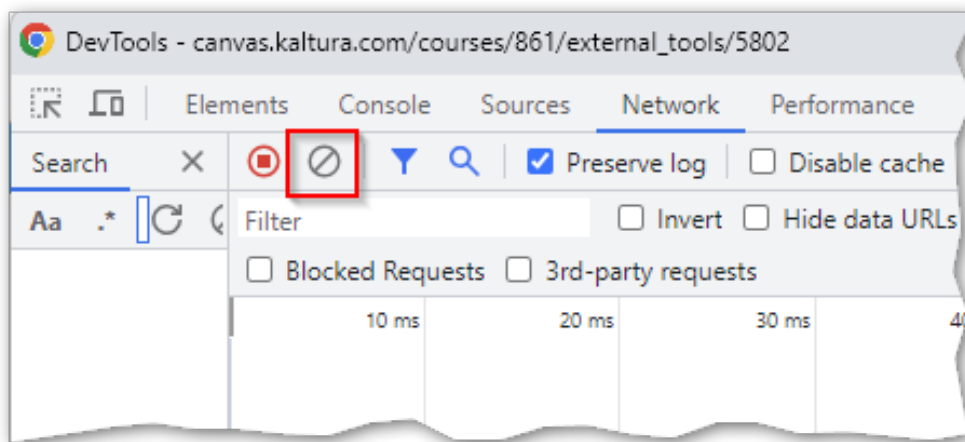 DevTools - canvas.kaltura.com/courses/861/external_tools/5802
Elements Console Sources Network Performance
Search Preserve log Disable cache
Aa .* Filter Invert Hide data URLs
Blocked Requests 3rd-party requests
10 ms 20 ms 30 ms